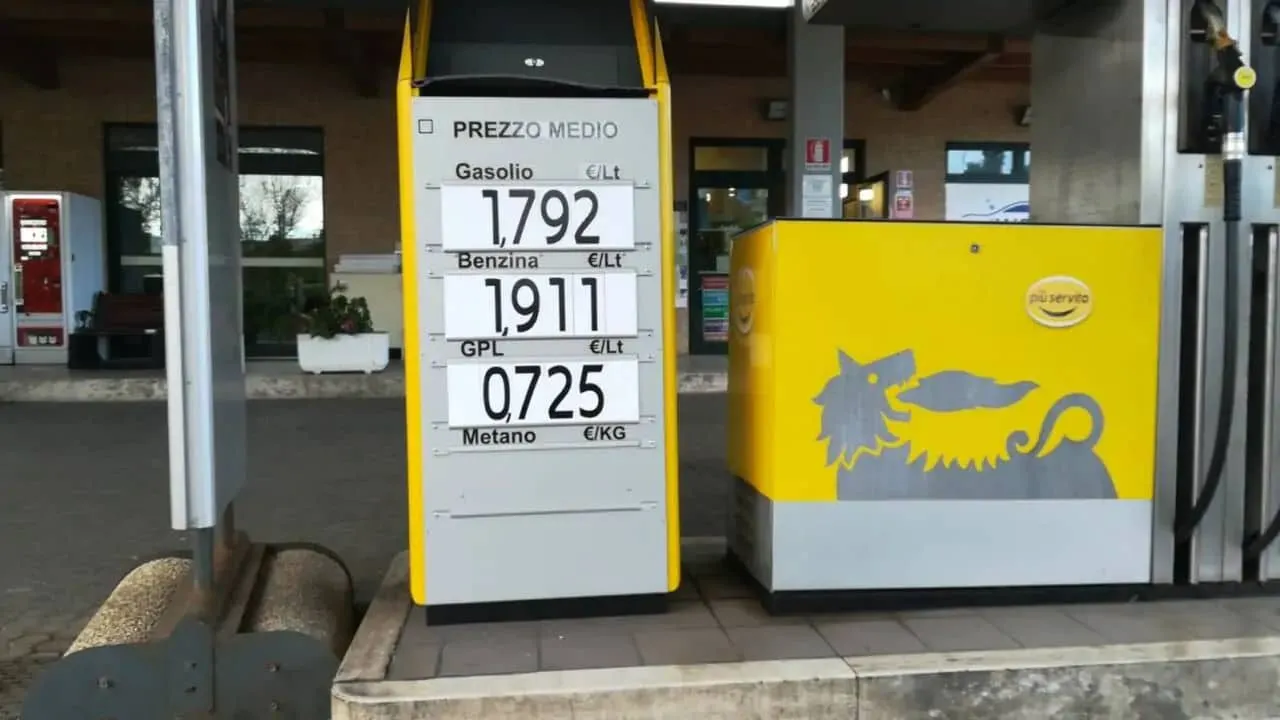 PREZZO MEDIO
Gasolio €/Lt
1,792
Benzina €/Lt
1,911
GPL €/Lt
0,725
Metano €/KG
più servito